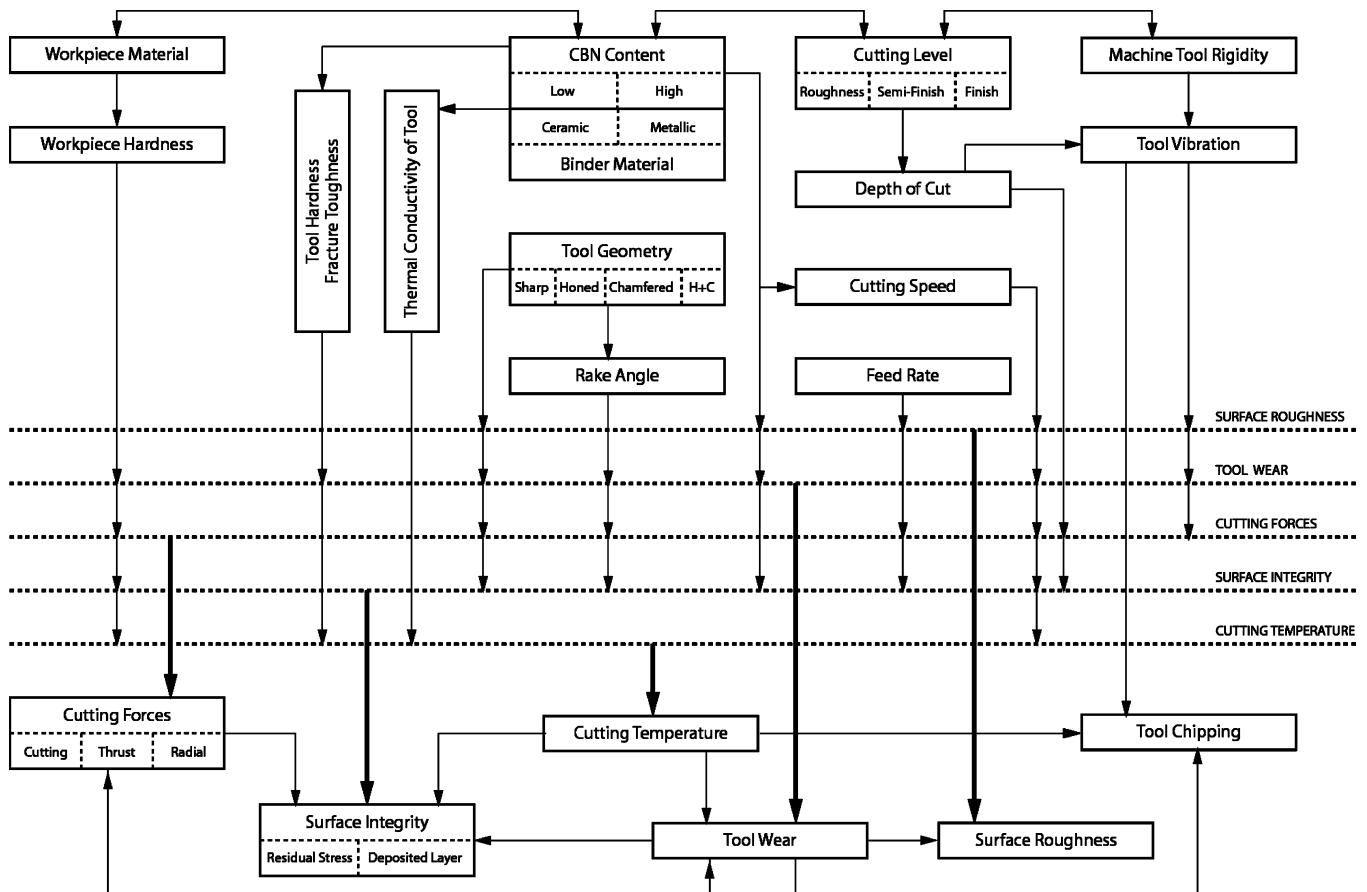 Workpiece Material
CBN Content
Cutting Level
Machine Tool Rigidity
Low
High
Roughness
Semi-Finish
Finish
Ceramic
Metallic
Binder Material
Workpiece Hardness
Tool Hardness
Fracture Toughness
Thermal Conductivity of Tool
Tool Vibration
Depth of Cut
Tool Geometry
Sharp
Honed
Chamfered
H+C
Cutting Speed
Rake Angle
Feed Rate
SURFACE ROUGHNESS
TOOL WEAR
CUTTING FORCES
SURFACE INTEGRITY
CUTTING TEMPERATURE
Cutting Forces
Cutting
Thrust
Radial
Cutting Temperature
Tool Chipping
Surface Integrity
Residual Stress
Deposited Layer
Tool Wear
Surface Roughness